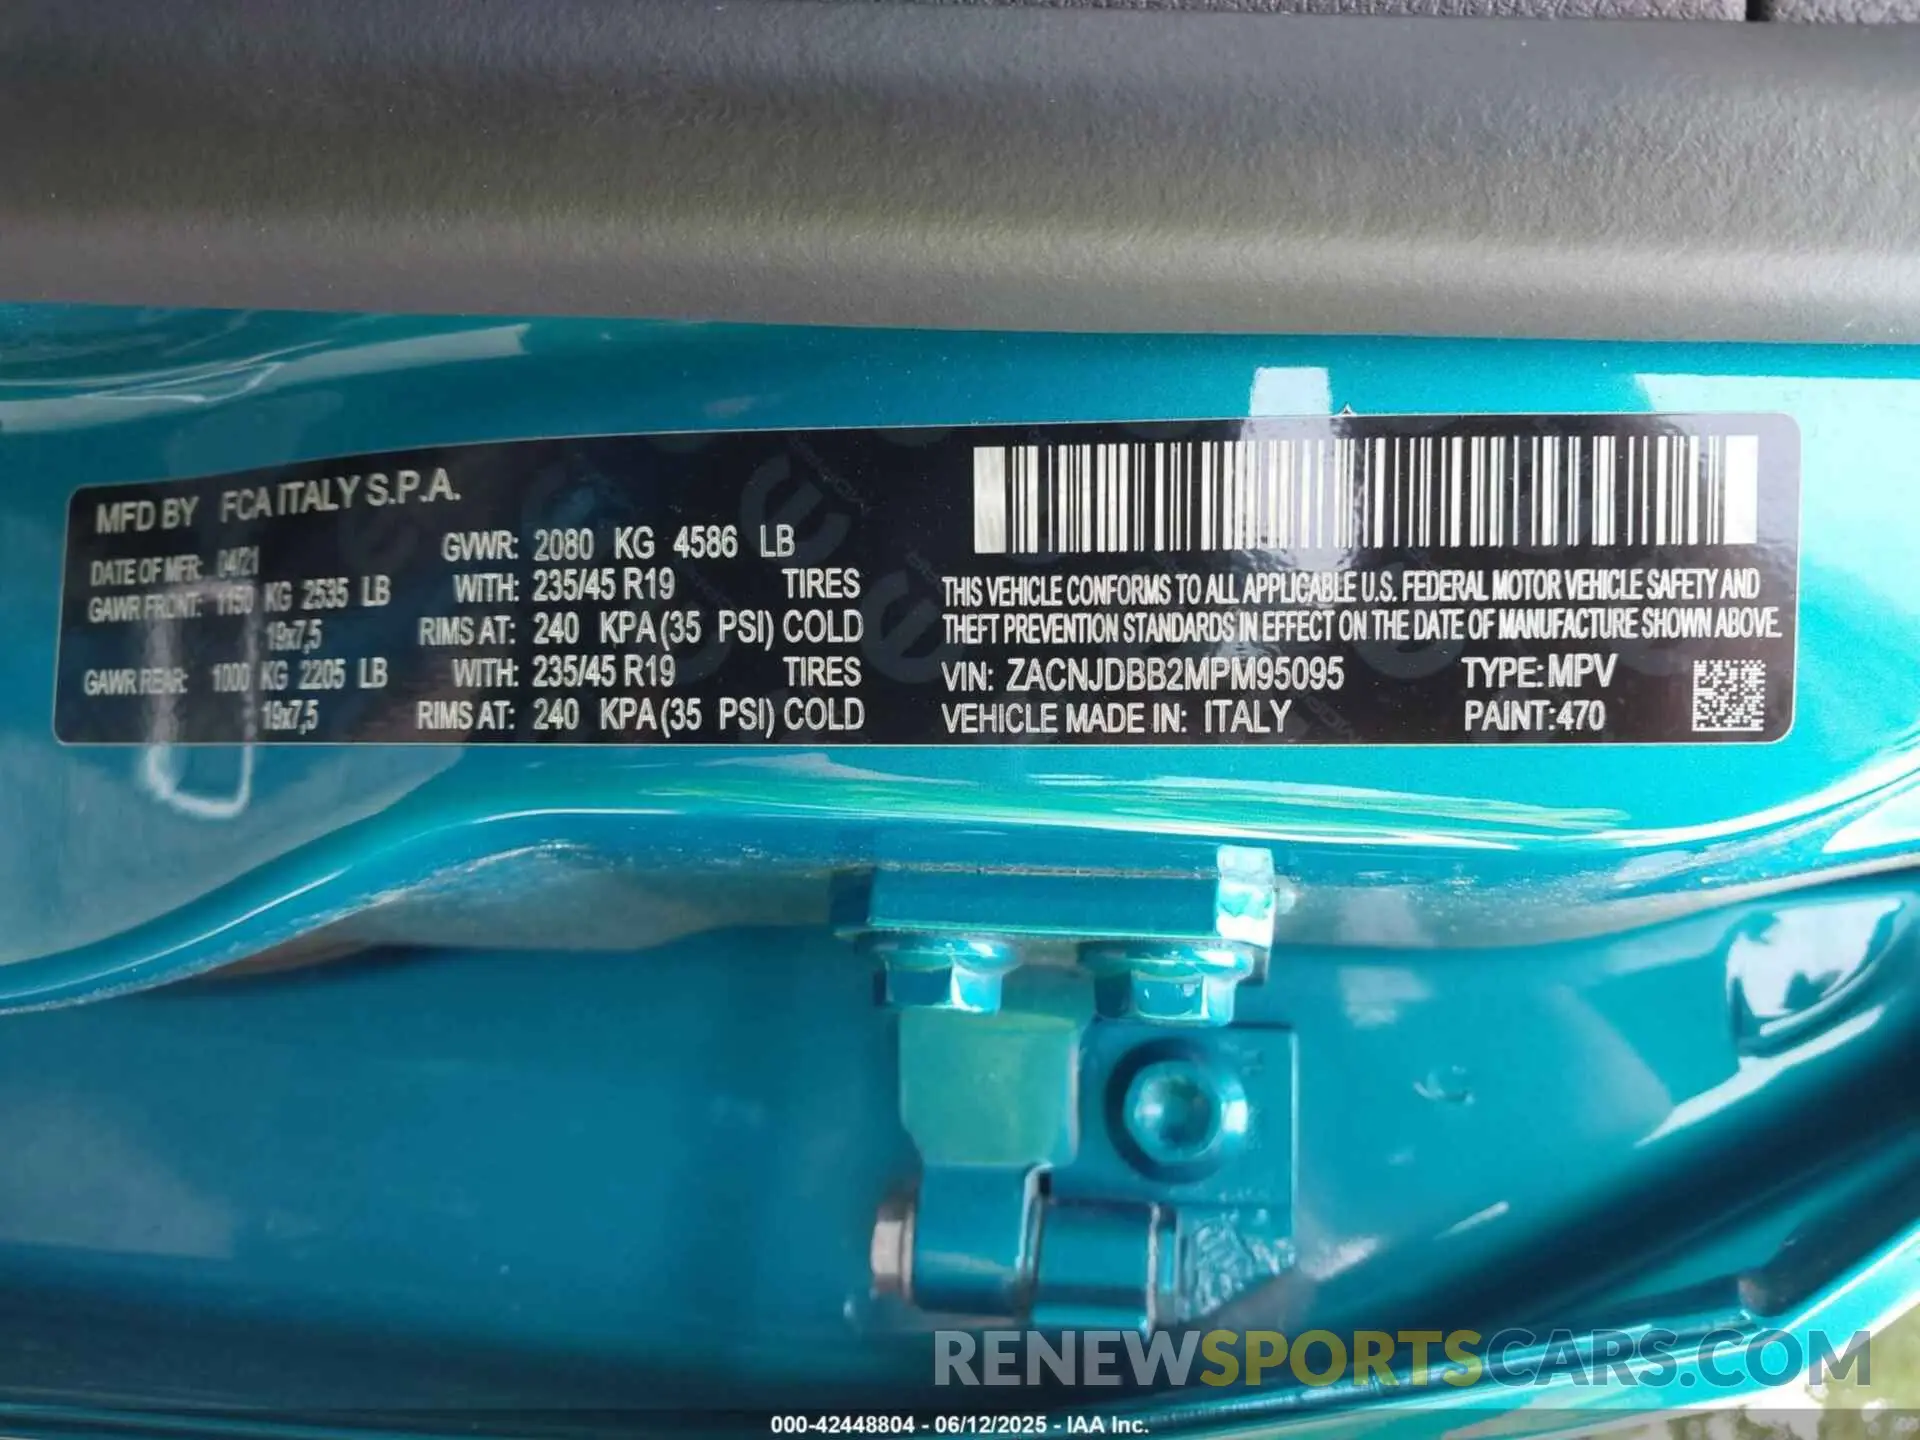 MFD BY FCA ITALY S.P.A.
DATE OF MFR: 04/21 GVWR: 2080 KG 4586 LB
GAWR FRONT: 1150 KG 2535 LB WITH: 235/45 R19 TIRES
19x7,5 RIMS AT: 240 KPA (35 PSI) COLD
GAWR REAR: 1000 KG 2205 LB WITH: 235/45 R19 TIRES
19x7,5 RIMS AT: 240 KPA (35 PSI) COLD
THIS VEHICLE CONFORMS TO ALL APPLICABLE U.S. FEDERAL MOTOR VEHICLE SAFETY AND
THEFT PREVENTION STANDARDS IN EFFECT ON THE DATE OF MANUFACTURE SHOWN ABOVE.
VIN: ZACNJDBB2MPM95095 TYPE: MPV
VEHICLE MADE IN: ITALY PAINT:470
RENEWSPORTSCARS.COM
000-42448804 - 06/12/2025 - IAA Inc.